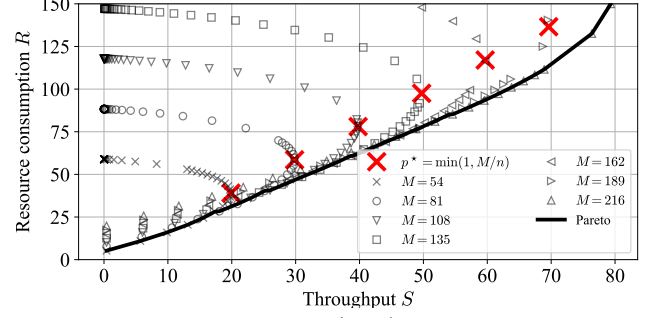 150
125
100
75
50
25
0
Resource consumption R
0 10 20 30 40 50 60 70 80
Throughput S
p⋆ = min(1, M/n)
M = 54
M = 81
M = 108
M = 135
M = 162
M = 189
M = 216
Pareto